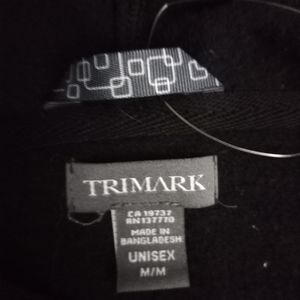 TRIMARK
CA 19737
RN 137770
MADE IN
BANGLADESH
UNISEX
M/M